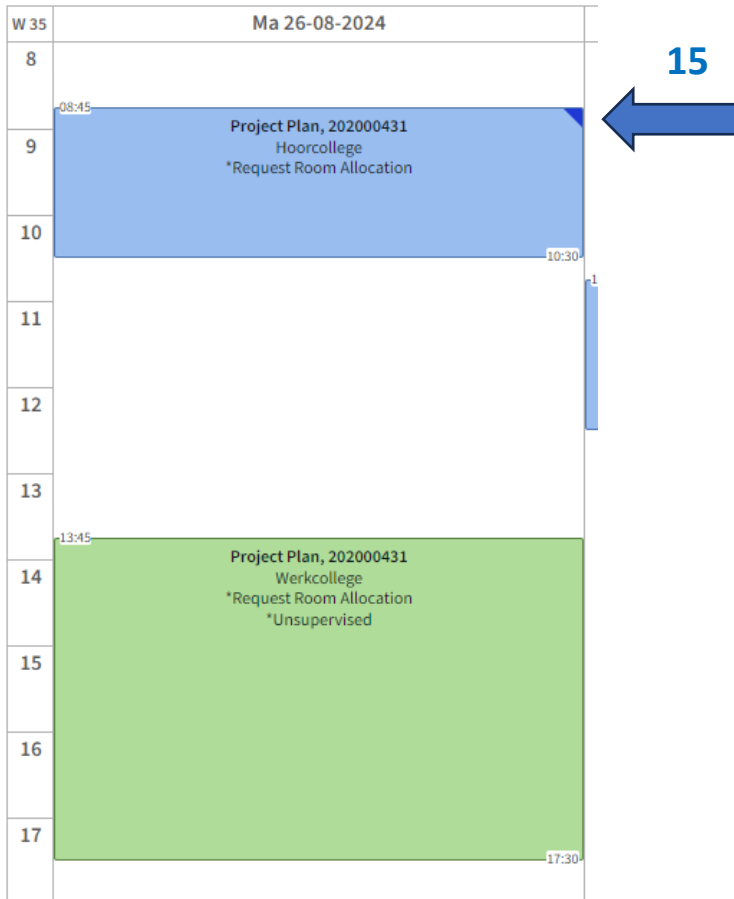 W 35
Ma 26-08-2024
8
15
08:45
Project Plan, 202000431
9
Hoorcollege
*Request Room Allocation
10
10:30
1
11
12
13
13:45
Project Plan, 202000431
14
Werkcollege
*Request Room Allocation
*Unsupervised
15
16
17
17:30